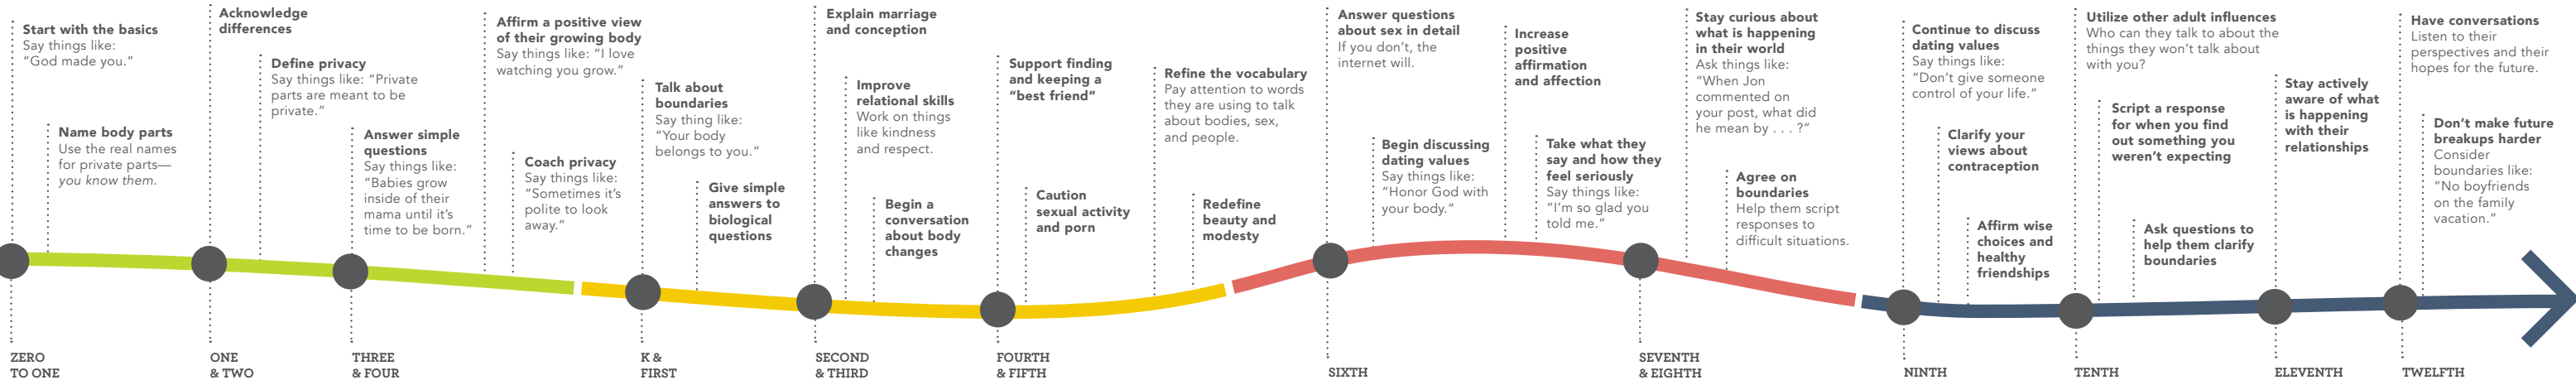 Start with the basics
Say things like:
“God made you.”
Name body parts
Use the real names
for private parts—
you know them.
ZERO
TO ONE
Acknowledge
differences
Define privacy
Say things like: “Private
parts are meant to be
private.”
ONE
& TWO
Answer simple
questions
Say things like:
“Babies grow
inside of their
mama until it’s
time to be born.”
Affirm a positive view
of their growing body
Say things like: “I love
watching you grow.”
Coach privacy
Say things like:
“Sometimes it’s
polite to look
away.”
THREE
& FOUR
Talk about
boundaries
Say thing like:
“Your body
belongs to you.”
Give simple
answers to
biological
questions
K &
FIRST
Explain marriage
and conception
Improve
relational skills
Work on things
like kindness
and respect.
Begin a
conversation
about body
changes
SECOND
& THIRD
Support finding
and keeping a
“best friend”
Caution
sexual activity
and porn
Refine the vocabulary
Pay attention to words
they are using to talk
about bodies, sex,
and people.
Redefine
beauty and
modesty
FOURTH
& FIFTH
Answer questions
about sex in detail
If you don’t, the
internet will.
Begin discussing
dating values
Say things like:
“Honor God with
your body.”
Increase
positive
affirmation
and affection
Take what they
say and how they
feel seriously
Say things like:
“I’m so glad you
told me.”
SIXTH
Stay curious about
what is happening
in their world
Ask things like:
“When Jon
commented on
your post, what did
he mean by . . . ?”
Agree on
boundaries
Help them script
responses to
difficult situations.
SEVENTH
& EIGHTH
Continue to discuss
dating values
Say things like:
“Don’t give someone
control of your life.”
Clarify your
views about
contraception
Affirm wise
choices and
healthy
friendships
NINTH
Utilize other adult influences
Who can they talk to about the
things they won’t talk about
with you?
Script a response
for when you find
out something you
weren’t expecting
Ask questions to
help them clarify
boundaries
TENTH
Stay actively
aware of what
is happening
with their
relationships
ELEVENTH
Have conversations
Listen to their
perspectives and their
hopes for the future.
Don’t make future
breakups harder
Consider
boundaries like:
“No boyfriends
on the family
vacation.”
TWELFTH